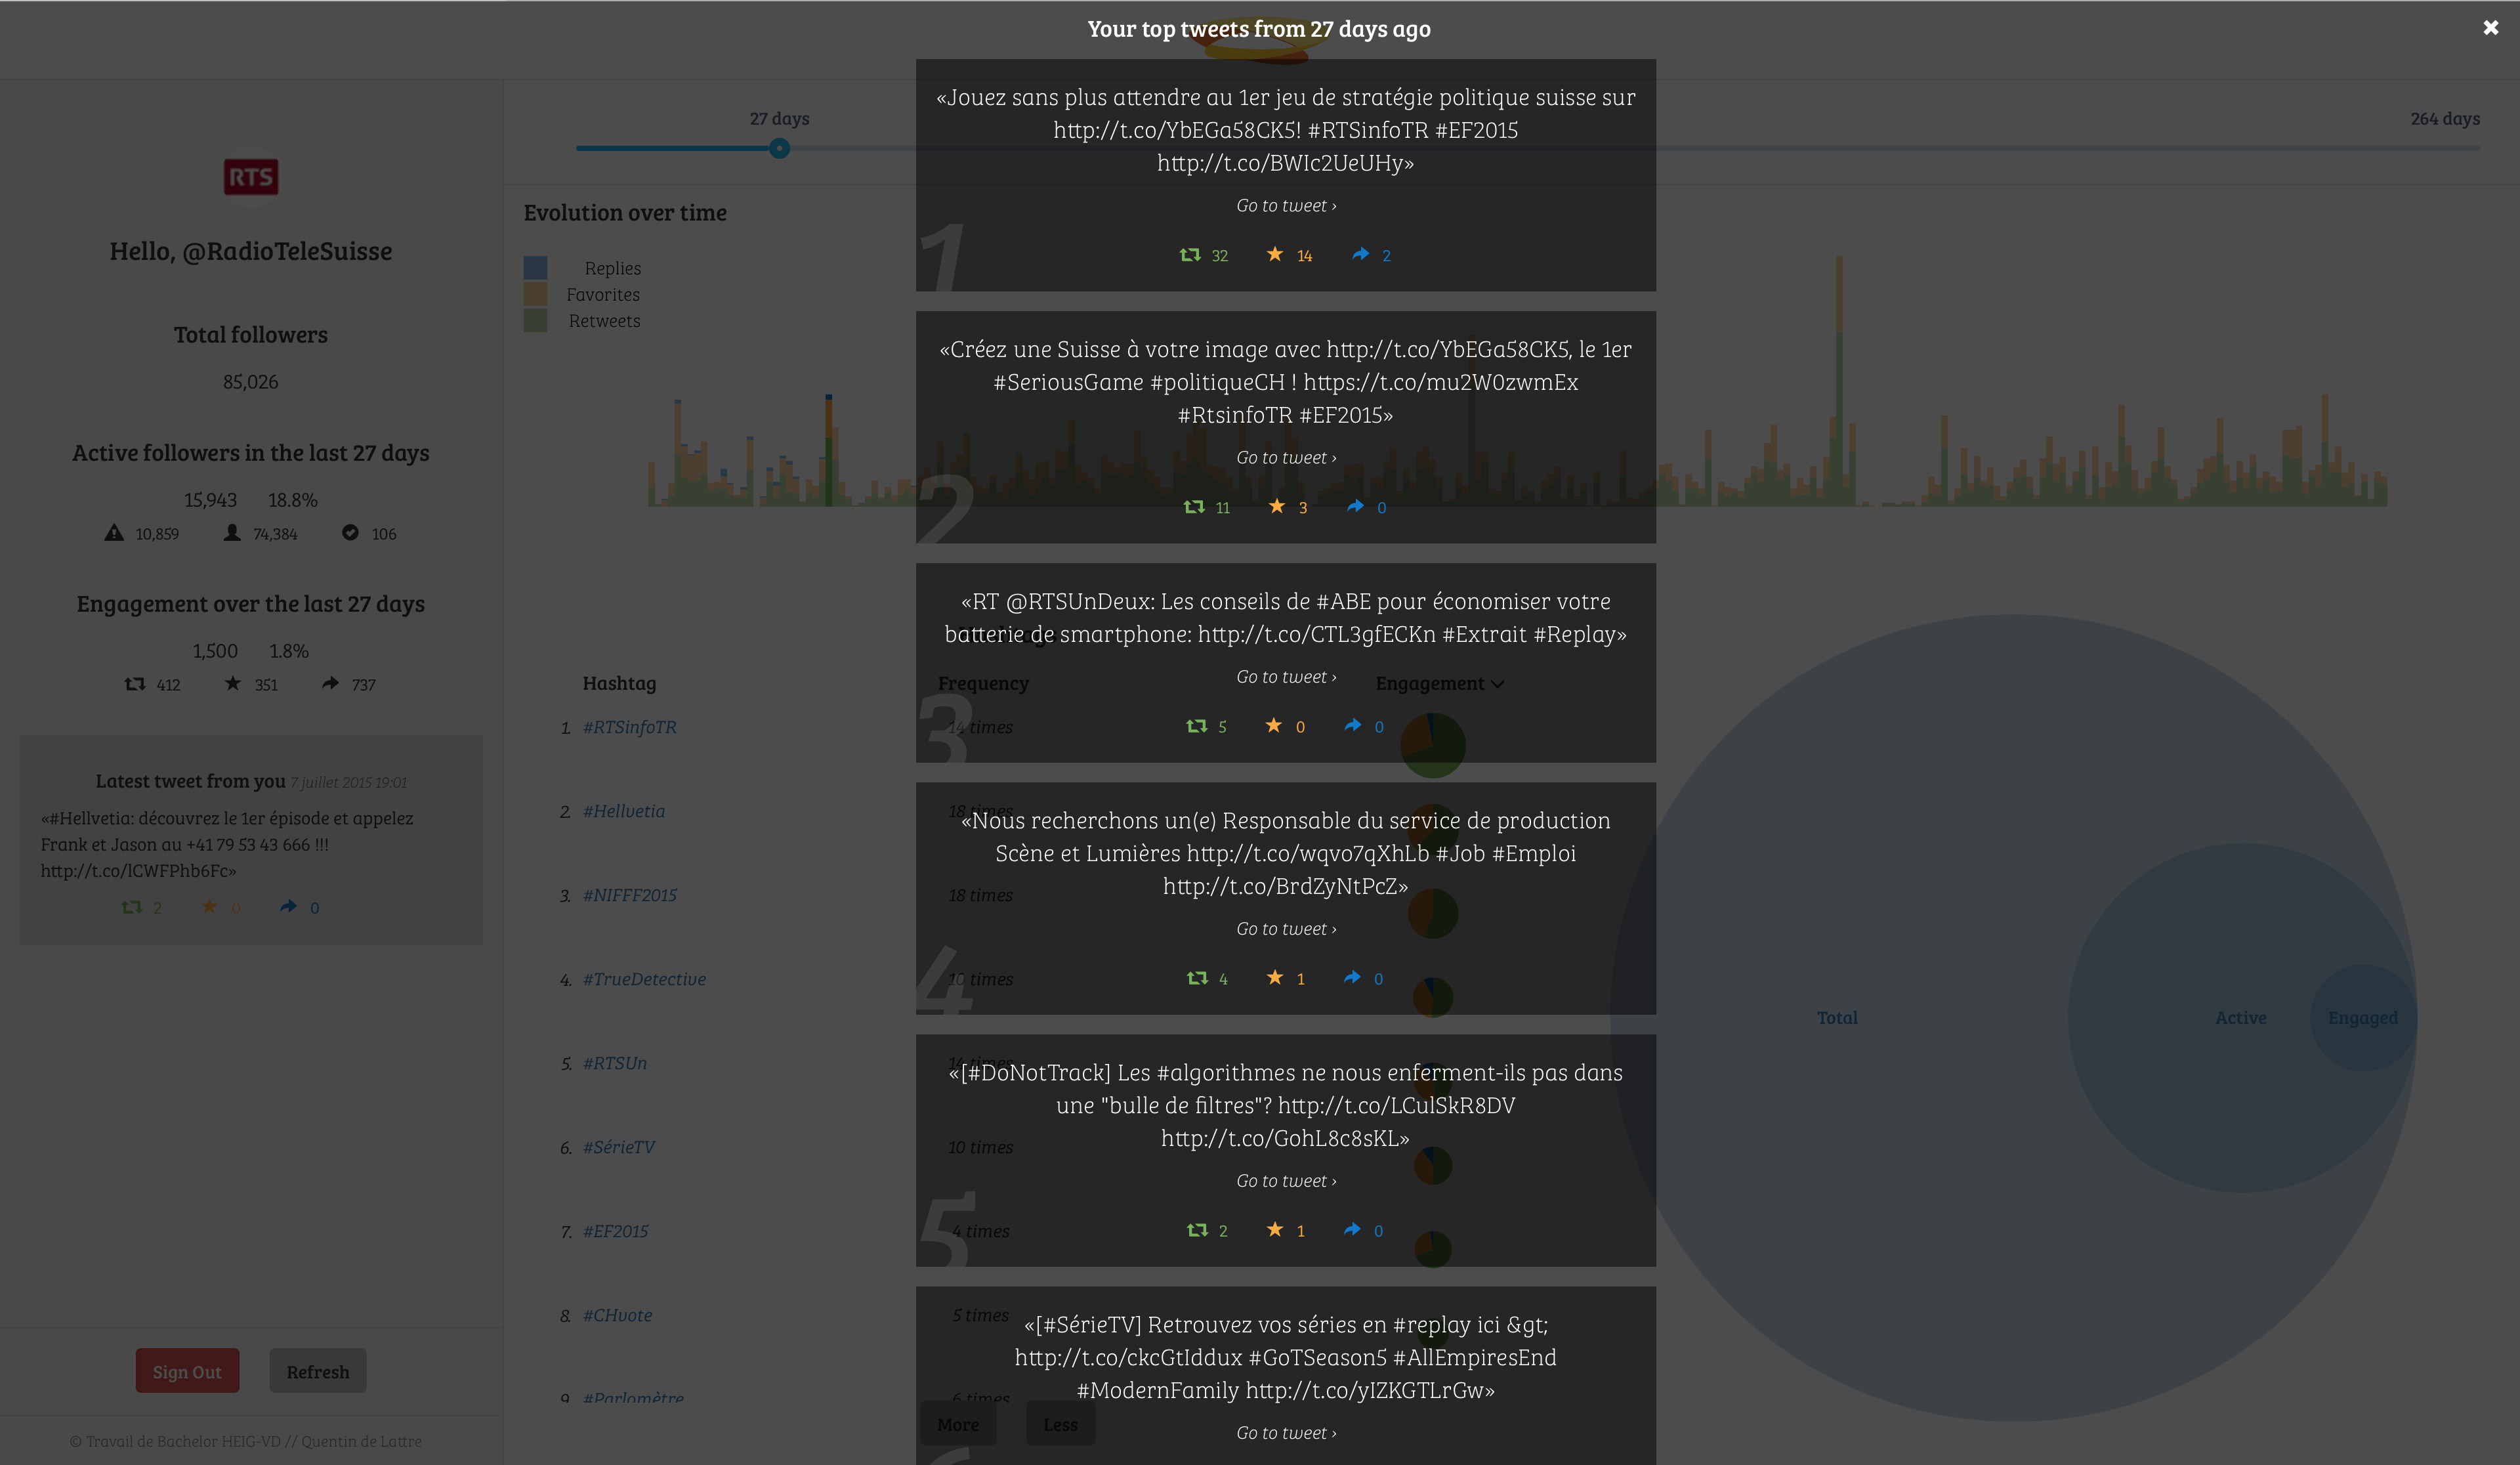 Your top tweets from 27 days ago
✖
RTS
Hello, @RadioTeleSuisse
Total followers
85,026
Active followers in the last 27 days
15,943 18.8%
10,859 74,384 106
Engagement over the last 27 days
1,500 1.8%
412 351 737
Latest tweet from you 7 juillet 2015 19:01
«#Hellvetia: découvrez le 1er épisode et appelez
Frank et Jason au +41 79 53 43 666 !!!
http://t.co/lCWFPhb6Fc»
2 0 0
Sign Out Refresh
© Travail de Bachelor HEIG-VD // Quentin de Lattre
27 days
264 days
Evolution over time
Replies
Favorites
Retweets
Hashtag Frequency Engagement
1. #RTSinfoTR 14 times
2. #Hellvetia 18 times
3. #NIFFF2015 18 times
4. #TrueDetective 10 times
5. #RTSUn 14 times
6. #SérieTV 10 times
7. #EF2015 4 times
8. #CHvote 5 times
9. #Parlomètre 6 times
More Less
Total Active Engaged
«Jouez sans plus attendre au 1er jeu de stratégie politique suisse sur
http://t.co/YbEGa58CK5! #RTSinfoTR #EF2015
http://t.co/BWIc2UeUHy»
Go to tweet ›
1
32 14 2
«Créez une Suisse à votre image avec http://t.co/YbEGa58CK5, le 1er
#SeriousGame #politiqueCH ! https://t.co/mu2W0zwmEx
#RtsinfoTR #EF2015»
Go to tweet ›
2
11 3 0
«RT @RTSUnDeux: Les conseils de #ABE pour économiser votre
batterie de smartphone: http://t.co/CTL3gfECKn #Extrait #Replay»
Go to tweet ›
3
5 0 0
«Nous recherchons un(e) Responsable du service de production
Scène et Lumières http://t.co/wqvo7qXhLb #Job #Emploi
http://t.co/BrdZyNtPcZ»
Go to tweet ›
4
4 1 0
«[#DoNotTrack] Les #algorithmes ne nous enferment-ils pas dans
une "bulle de filtres"? http://t.co/LCulSkR8DV
http://t.co/GohL8c8sKL»
Go to tweet ›
5
2 1 0
«[#SérieTV] Retrouvez vos séries en #replay ici &gt;
http://t.co/ckcGtIddux #GoTSeason5 #AllEmpiresEnd
#ModernFamily http://t.co/yIZKGTLrGw»
Go to tweet ›